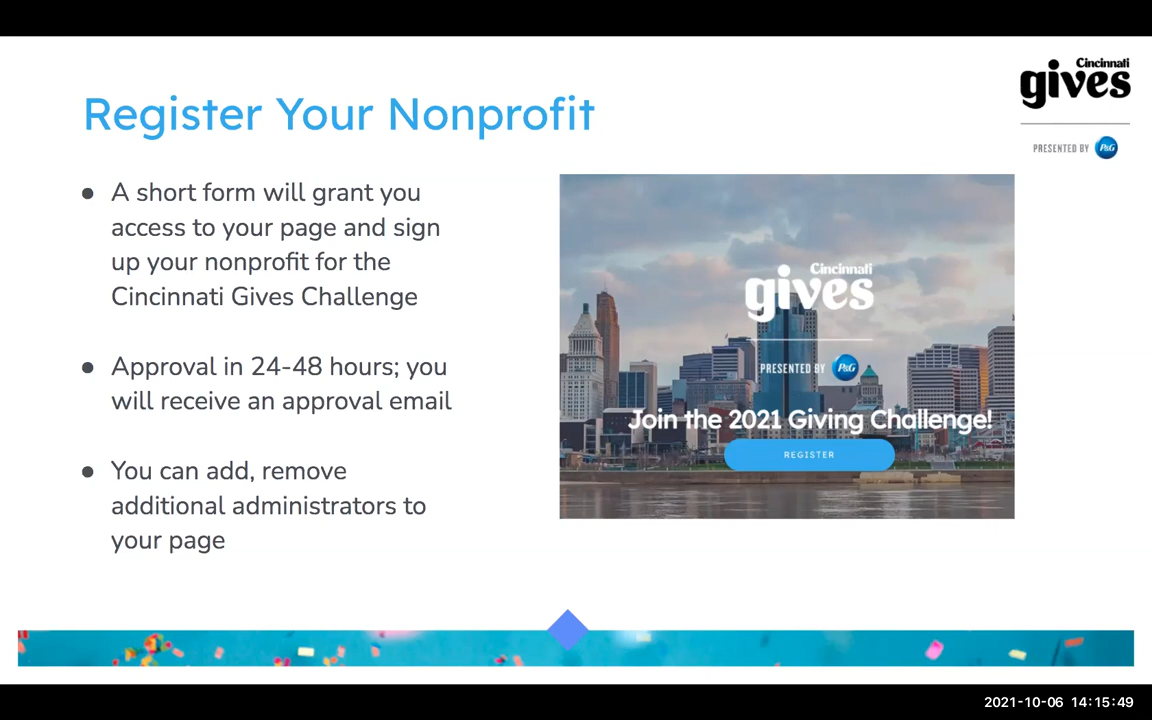 Cincinnati
gives
PRESENTED BY P&G
Register Your Nonprofit
● A short form will grant you
access to your page and sign
up your nonprofit for the
Cincinnati Gives Challenge
● Approval in 24-48 hours; you
will receive an approval email
● You can add, remove
additional administrators to
your page
Cincinnati
gives
PRESENTED BY P&G
Join the 2021 Giving Challenge!
REGISTER
2021-10-06 14:15:49